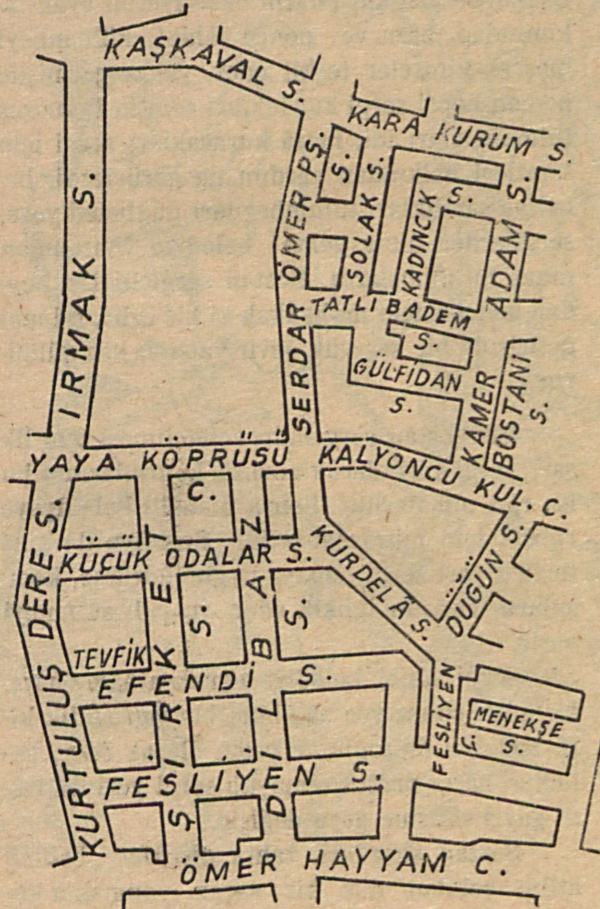 KAŞKAVAL S.
KARA KURUM S.
IRMAK S.
SERDAR ÖMER PŞ. S.
SOLAK S.
KADINCIK S.
ADAM S.
TATLI BADEM S.
GÜLFİDAN S.
KAMER BOSTANI S.
YAYA KÖPRÜSÜ C.
KALYONCU KUL. C.
KURTULUŞ DERE S.
KÜÇÜK ODALAR S.
KURDELÂ S.
DÜĞÜN S.
TEVFİK EFENDİ S.
ŞİRKET S.
DİLBAZ S.
FESLİYEN Ç.
MENEKŞE S.
FESLİYEN S.
ÖMER HAYYAM C.